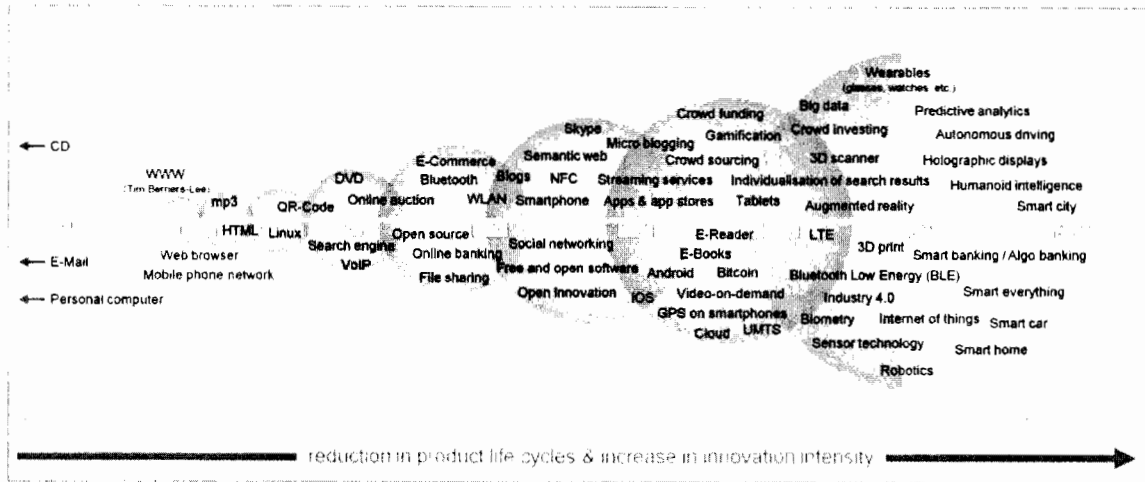 CD
WWW
(Tim Berners-Lee)
mp3
HTML
Web browser
E-Mail
Mobile phone network
Personal computer
QR-Code
Linux
DVD
Online auction
Search engine
VoIP
E-Commerce
Bluetooth
WLAN
Open source
Online banking
File sharing
Skype
Semantic web
Blogs
NFC
Smartphone
Social networking
Free and open software
Open Innovation
Crowd funding
Gamification
Micro blogging
Crowd sourcing
Streaming services
Individualisation of search results
Apps & app stores
Tablets
E-Reader
E-Books
Android
Bitcoin
iOS
Video-on-demand
GPS on smartphones
Cloud
UMTS
Wearables
(glasses, watches etc.)
Big data
Crowd investing
3D scanner
Augmented reality
LTE
3D print
Bluetooth Low Energy (BLE)
Industry 4.0
Biometry
Sensor technology
Robotics
Predictive analytics
Autonomous driving
Holographic displays
Humanoid intelligence
Smart city
Smart banking / Algo banking
Smart everything
Internet of things
Smart car
Smart home
reduction in product life cycles & increase in innovation intensity